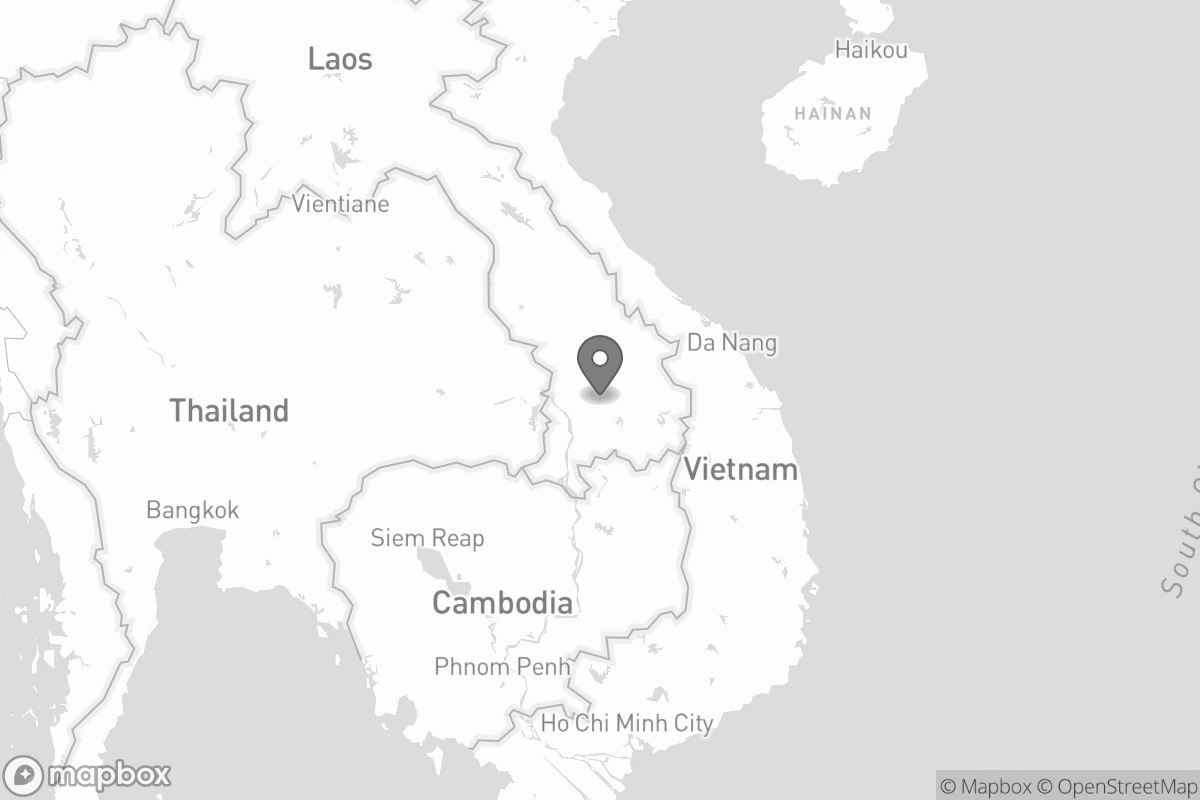 Haikou
Laos
HAINAN
Vientiane
Da Nang
Thailand
Vietnam
Bangkok
Siem Reap
South Ch
Cambodia
Phnom Penh
Ho Chi Minh City
mapbox
© Mapbox © OpenStreetMap